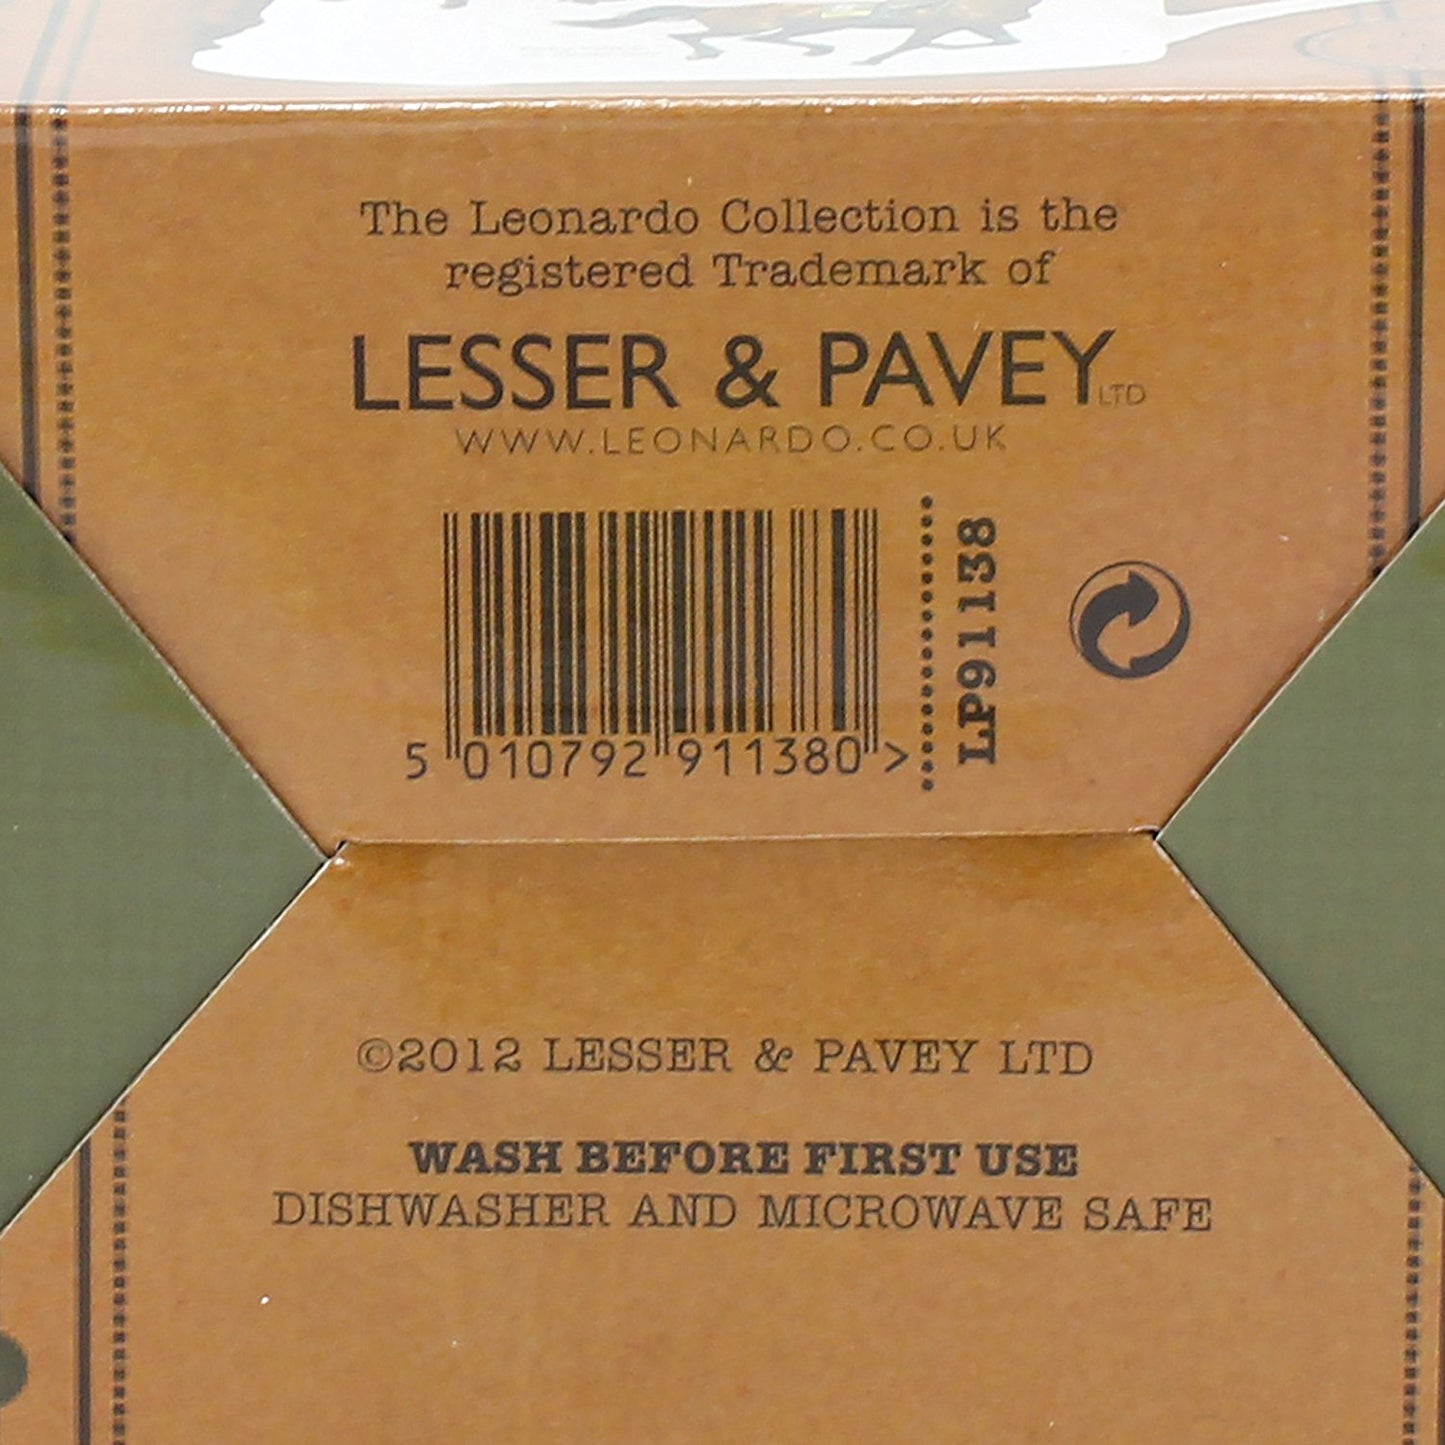 The Leonardo Collection is the
registered Trademark of
LESSER & PAVEY LTD
WWW.LEONARDO.CO.UK
5 010792 911380 >
LP91138
©2012 LESSER & PAVEY LTD
WASH BEFORE FIRST USE
DISHWASHER AND MICROWAVE SAFE